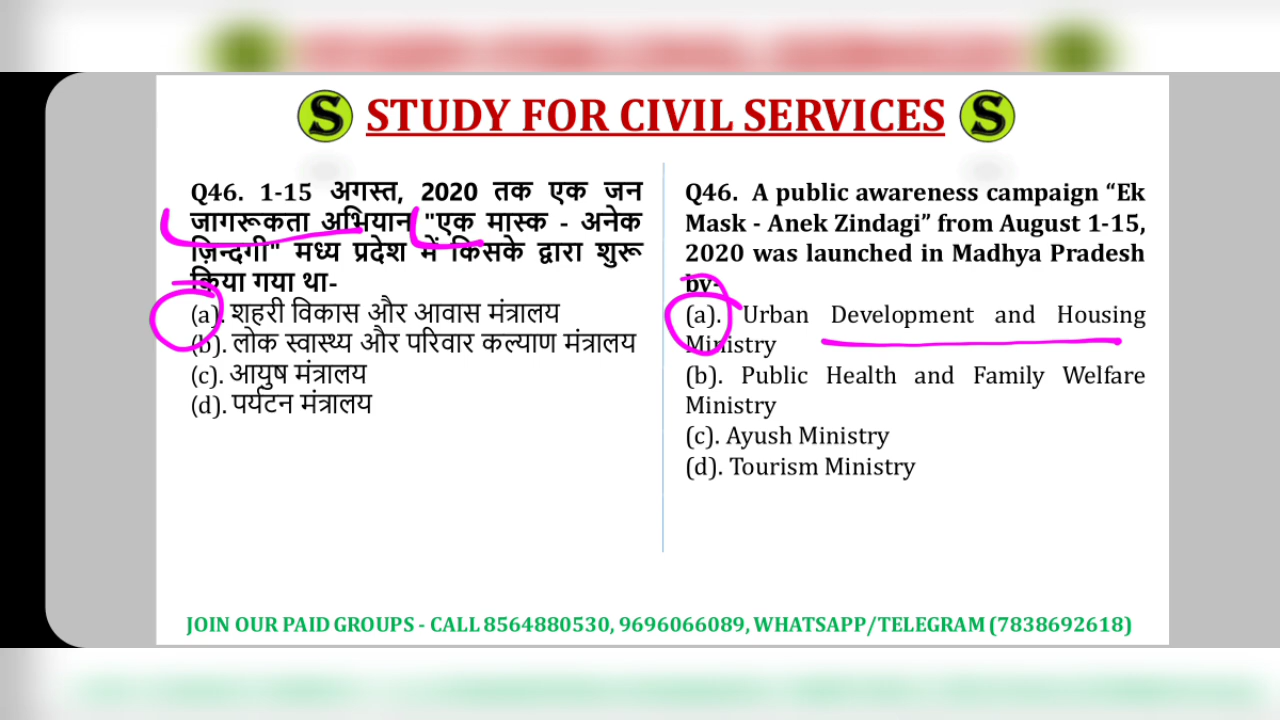 S STUDY FOR CIVIL SERVICES S
Q46. 1-15 अगस्त, 2020 तक एक जन
जागरूकता अभियान "एक मास्क - अनेक
ज़िन्दगी" मध्य प्रदेश में किसके द्वारा शुरू
किया गया था-
(a). शहरी विकास और आवास मंत्रालय
(b). लोक स्वास्थ्य और परिवार कल्याण मंत्रालय
(c). आयुष मंत्रालय
(d). पर्यटन मंत्रालय
Q46. A public awareness campaign “Ek
Mask - Anek Zindagi” from August 1-15,
2020 was launched in Madhya Pradesh
by-
(a). Urban Development and Housing
Ministry
(b). Public Health and Family Welfare
Ministry
(c). Ayush Ministry
(d). Tourism Ministry
JOIN OUR PAID GROUPS - CALL 8564880530, 9696066089, WHATSAPP/TELEGRAM (7838692618)